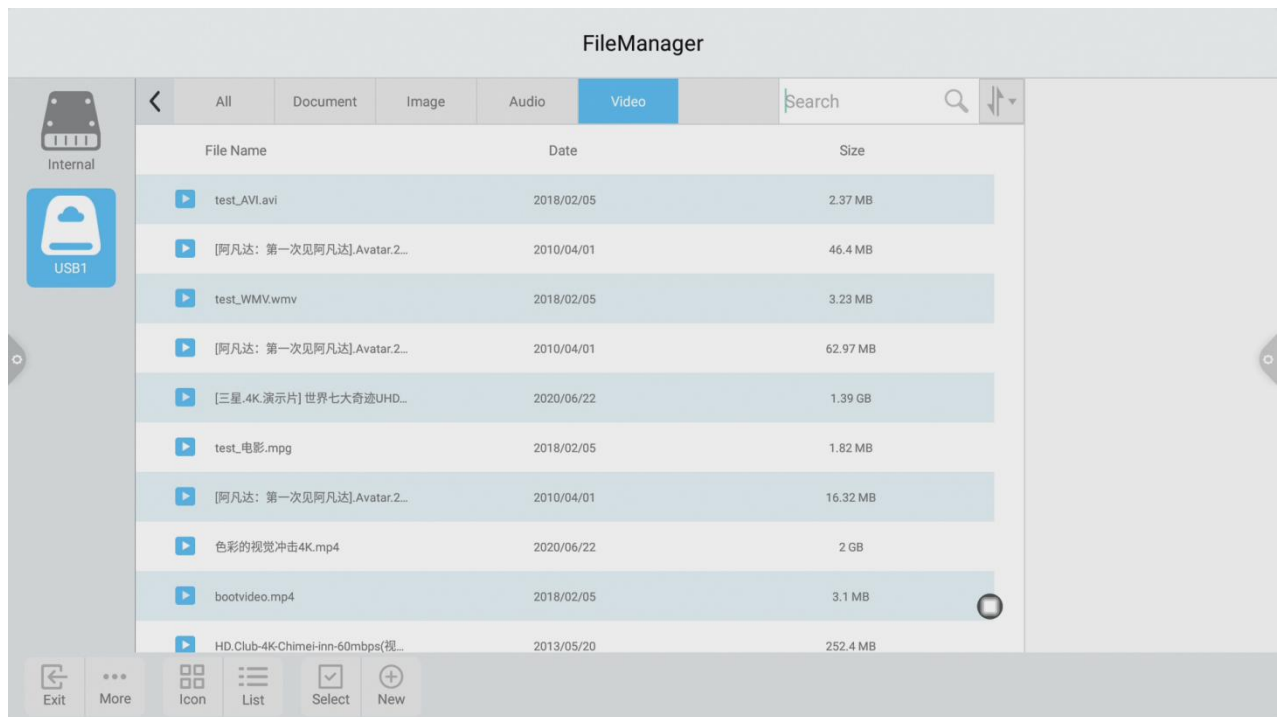 FileManager
Internal
USB1
All Document Image Audio Video Search
File Name Date Size
test_AVI.avi 2018/02/05 2.37 MB
[阿凡达：第一次见阿凡达].Avatar.2... 2010/04/01 46.4 MB
test_WMV.wmv 2018/02/05 3.23 MB
[阿凡达：第一次见阿凡达].Avatar.2... 2010/04/01 62.97 MB
[三星.4K.演示片] 世界七大奇迹UHD... 2020/06/22 1.39 GB
test_电影.mpg 2018/02/05 1.82 MB
[阿凡达：第一次见阿凡达].Avatar.2... 2010/04/01 16.32 MB
色彩的视觉冲击4K.mp4 2020/06/22 2 GB
bootvideo.mp4 2018/02/05 3.1 MB
HD.Club-4K-Chimei-inn-60mbps(视... 2013/05/20 252.4 MB
Exit More Icon List Select New